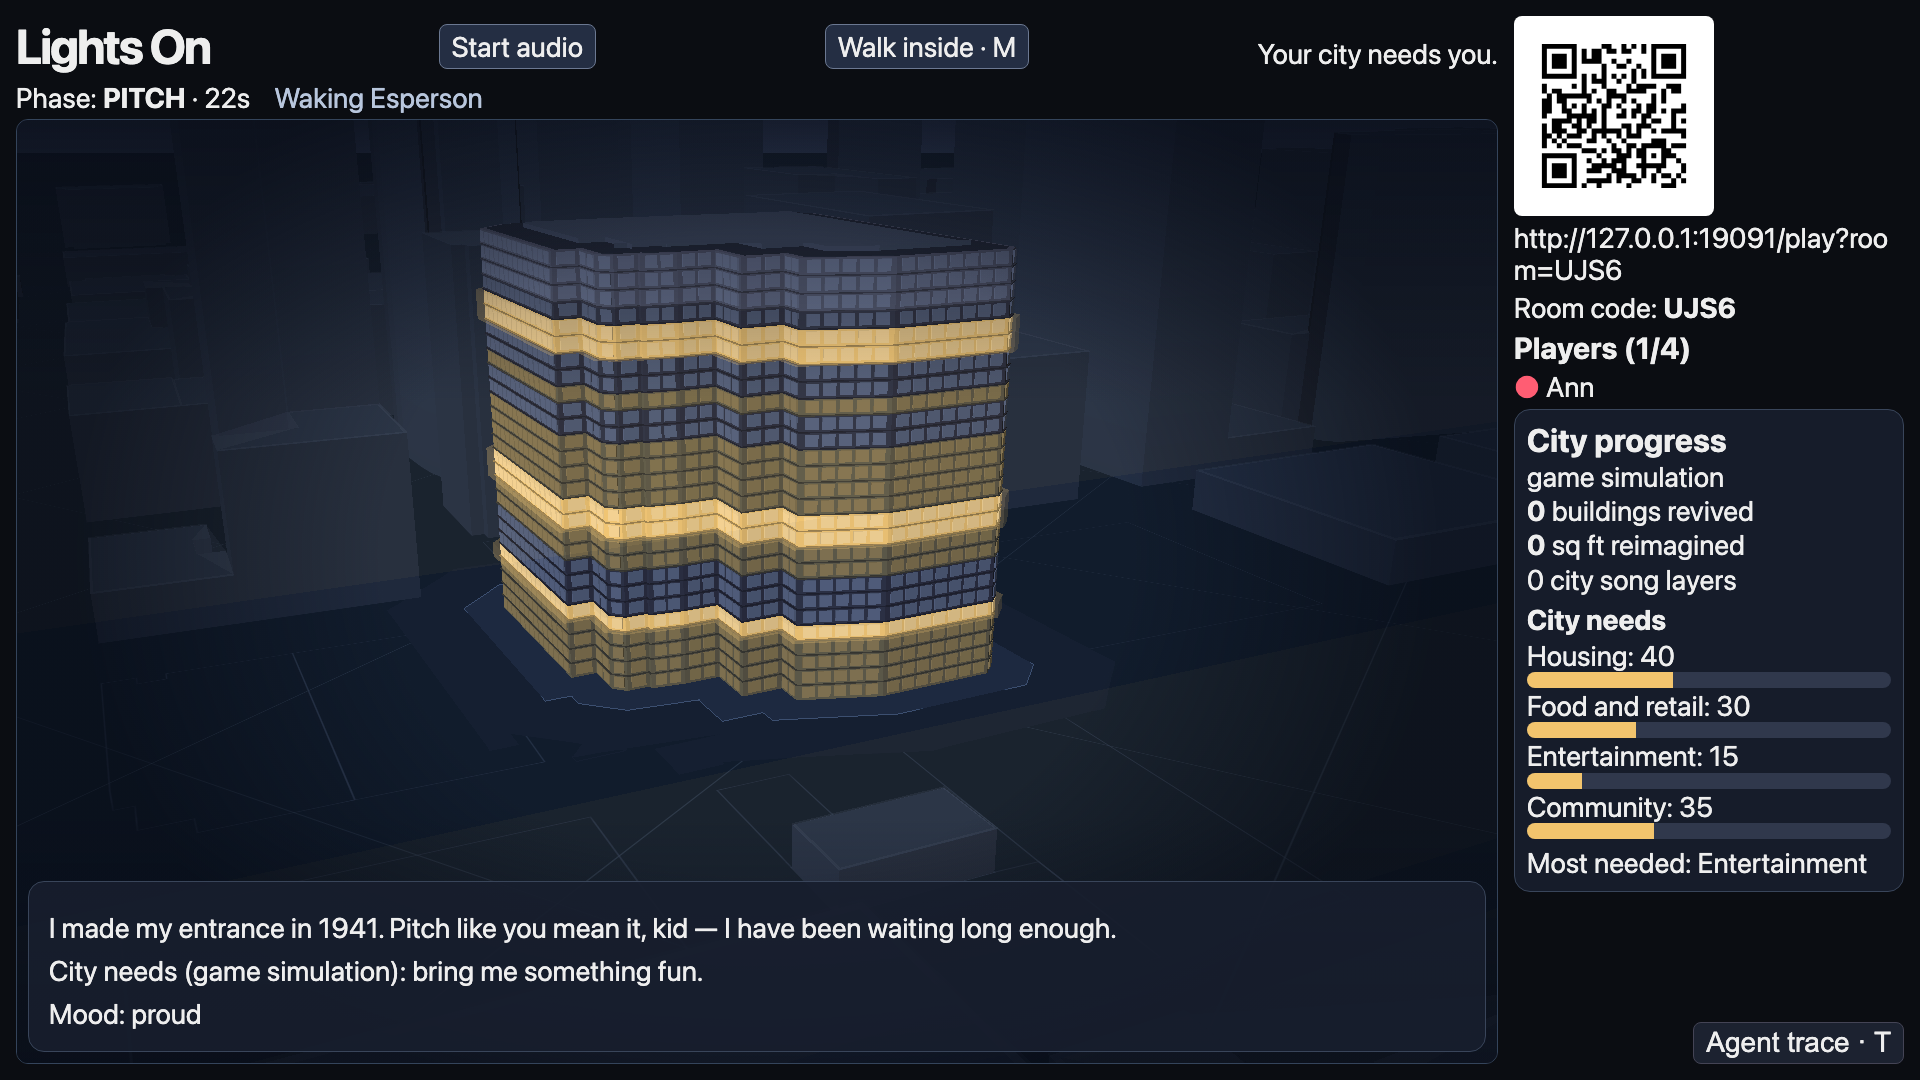 Lights On
Start audio
Walk inside · M
Your city needs you.
Phase: PITCH · 22s Waking Esperson
http://127.0.0.1:19091/play?roo
m=UJS6
Room code: UJS6
Players (1/4)
Ann
City progress
game simulation
0 buildings revived
0 sq ft reimagined
0 city song layers
City needs
Housing: 40
Food and retail: 30
Entertainment: 15
Community: 35
Most needed: Entertainment
I made my entrance in 1941. Pitch like you mean it, kid — I have been waiting long enough.
City needs (game simulation): bring me something fun.
Mood: proud
Agent trace · T